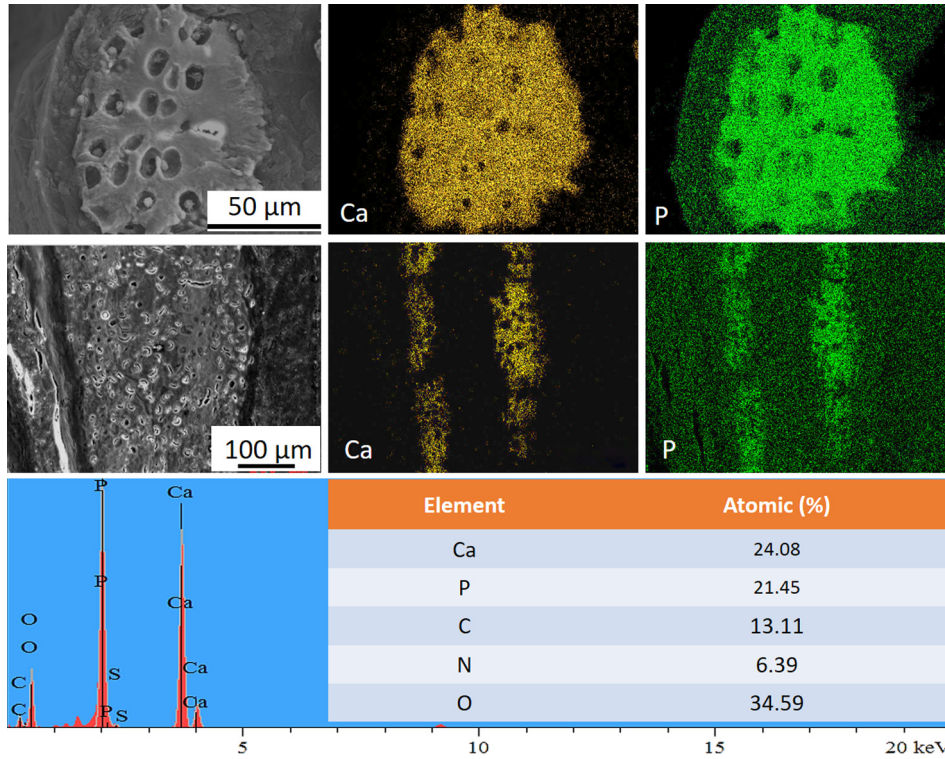 50 µm
Ca
P
100 µm
Ca
P
P
Ca
P
Ca
O
O
S
Ca
C
C
P
S
Ca
Element Atomic (%)
Ca 24.08
P 21.45
C 13.11
N 6.39
O 34.59
5 10 15 20 keV